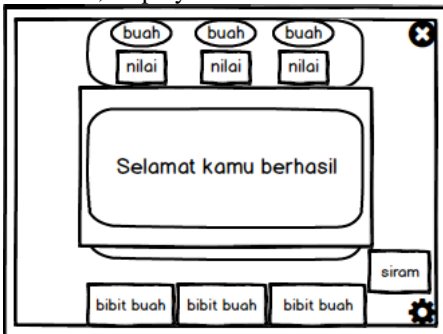 buah buah buah
nilai nilai nilai
Selamat kamu berhasil
siram
bibit buah bibit buah bibit buah